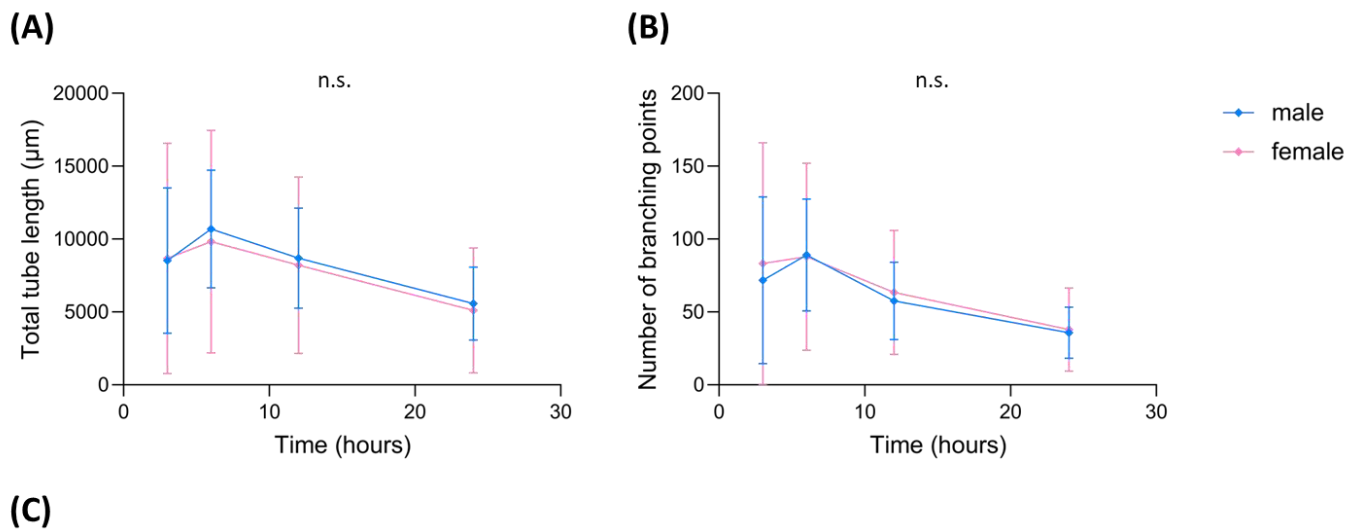 (A)
n.s.
20000
15000
10000
5000
0
Total tube length (µm)
0 10 20 30
Time (hours)
(B)
n.s.
200
150
100
50
0
Number of branching points
0 10 20 30
Time (hours)
male
female
(C)